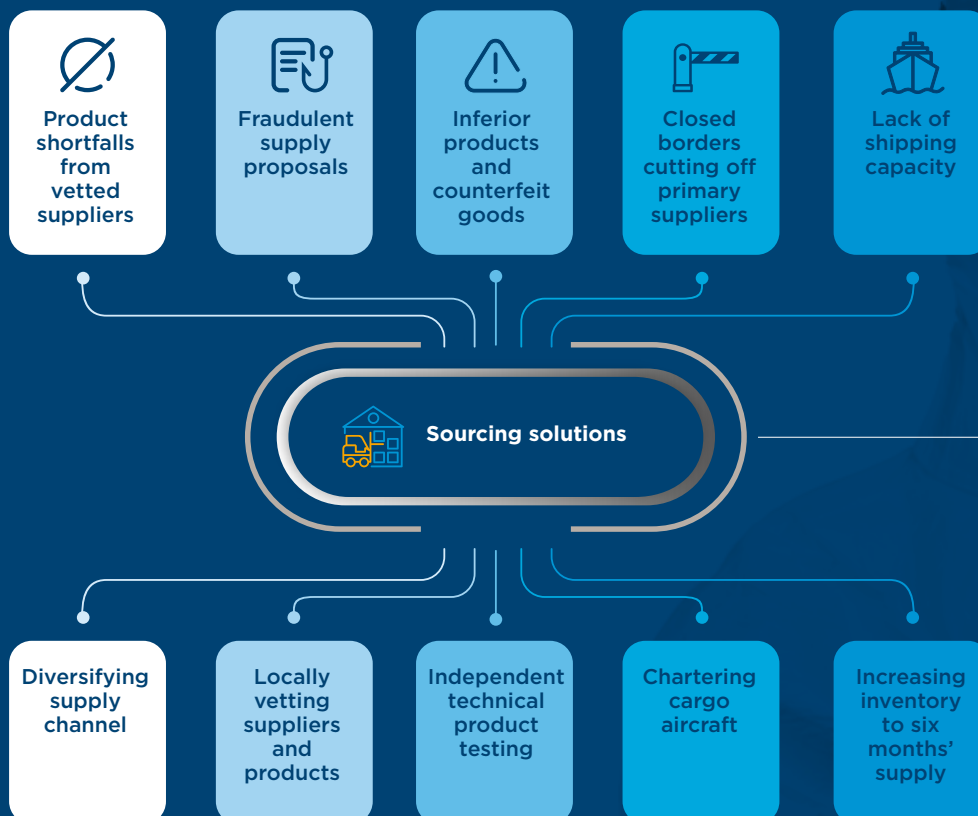 Product
shortfalls
from
vetted
suppliers
Fraudulent
supply
proposals
Inferior
products
and
counterfeit
goods
Closed
borders
cutting off
primary
suppliers
Lack of
shipping
capacity
Sourcing solutions
Diversifying
supply
channel
Locally
vetting
suppliers
and
products
Independent
technical
product
testing
Chartering
cargo
aircraft
Increasing
inventory
to six
months’
supply